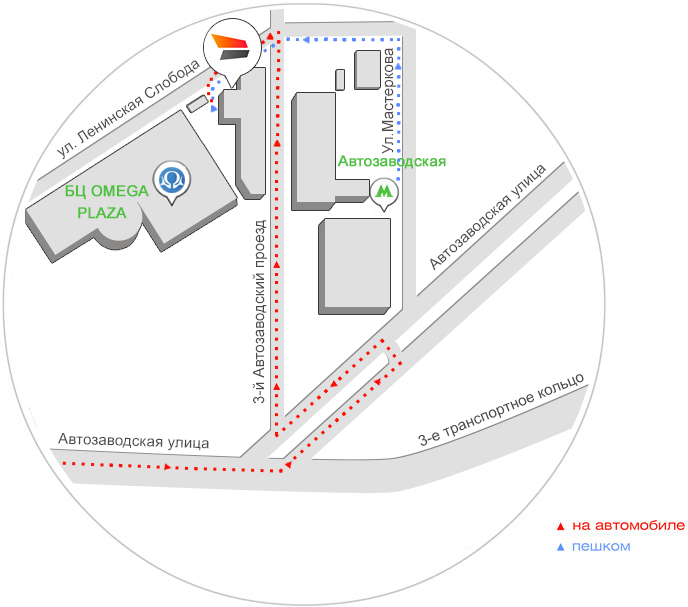 ул. Ленинская Слобода
Ул.Мастеркова
Автозаводская
М
БЦ OMEGA
PLAZA
Автозаводская улица
3-й Автозаводский проезд
3-е транспортное кольцо
Автозаводская улица
на автомобиле
пешком